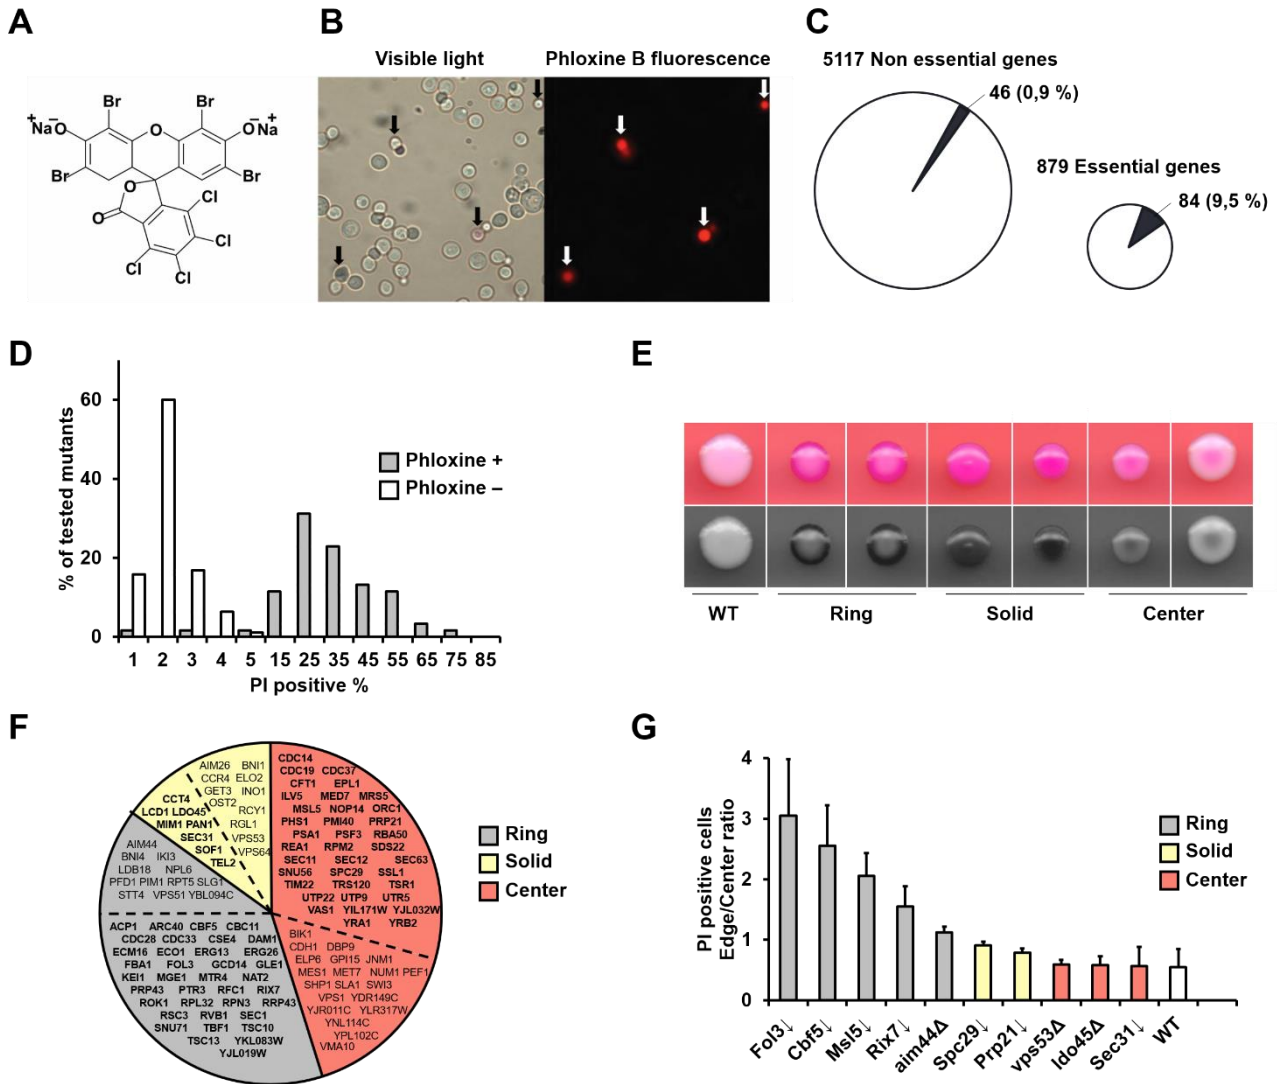 A
B
C
Visible light
Phloxine B fluorescence
5117 Non essential genes
46 (0,9 %)
879 Essential genes
84 (9,5 %)
Br
Br
+ − − +
Na O O O Na
Br
Br
O
O
Cl
Cl
Cl
Cl
D
% of tested mutants
60
40
20
0
Phloxine +
Phloxine –
1 2 3 4 5 15 25 35 45 55 65 75 85
PI positive %
E
WT
Ring
Solid
Center
F
AIM26 BNI1
CCR4 ELO2
GET3 INO1
OST2
RCY1
RGL1
VPS53
VPS64
CCT4
LCD1 LDO45
MIM1 PAN1
SEC31
SOF1
TEL2
AIM44
BNI4 IKI3
LDB18 NPL6
PFD1 PIM1 RPT5 SLG1
STT4 VPS51 YBL094C
ACP1 ARC40 CBF5 CBC11
CDC28 CDC33 CSE4 DAM1
ECM16 ECO1 ERG13 ERG26
FBA1 FOL3 GCD14 GLE1
KEI1 MGE1 MTR4 NAT2
PRP43 PTR3 RFC1 RIX7
ROK1 RPL32 RPN3 RRP43
RSC3 RVB1 SEC1
SNU71 TBF1 TSC10
TSC13 YKL083W
YJL019W
CDC14
CDC19 CDC37
CFT1 EPL1
ILV5 MED7 MRS5
MSL5 NOP14 ORC1
PHS1 PMI40 PRP21
PSA1 PSF3 RBA50
REA1 RPM2 SDS22
SEC11 SEC12 SEC63
SNU56 SPC29 SSL1
TIM22 TRS120 TSR1
UTP22 UTP9 UTR5
VAS1 YIL171W YJL032W
YRA1 YRB2
BIK1
CDH1 DBP9
ELP6 GPI15 JNM1
MES1 MET7 NUM1 PEF1
SHP1 SLA1 SWI3
VPS1 YDR149C
YJR011C YLR317W
YNL114C
YPL102C
VMA10
Ring
Solid
Center
G
PI positive cells
Edge/Center ratio
4
3
2
1
0
Ring
Solid
Center
Fol3↓
Cbf5↓
Msl5↓
Rix7↓
aim44Δ
Spc29↓
Prp21↓
vps53Δ
ldo45Δ
Sec31↓
WT